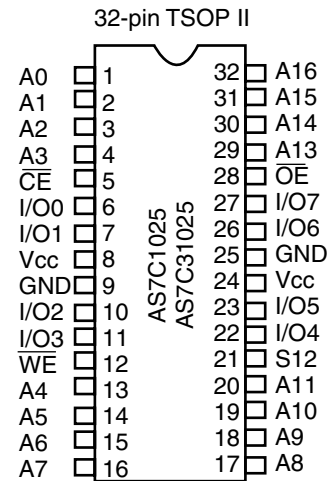 32-pin TSOP II
A0 1 32 A16
A1 2 31 A15
A2 3 30 A14
A3 4 29 A13
C̅E̅ 5 28 O̅E̅
I/O0 6 27 I/O7
I/O1 7 26 I/O6
Vcc 8 25 GND
GND 9 24 Vcc
I/O2 10 23 I/O5
I/O3 11 22 I/O4
W̅E̅ 12 21 S12
A4 13 20 A11
A5 14 19 A10
A6 15 18 A9
A7 16 17 A8
AS7C1025
AS7C31025